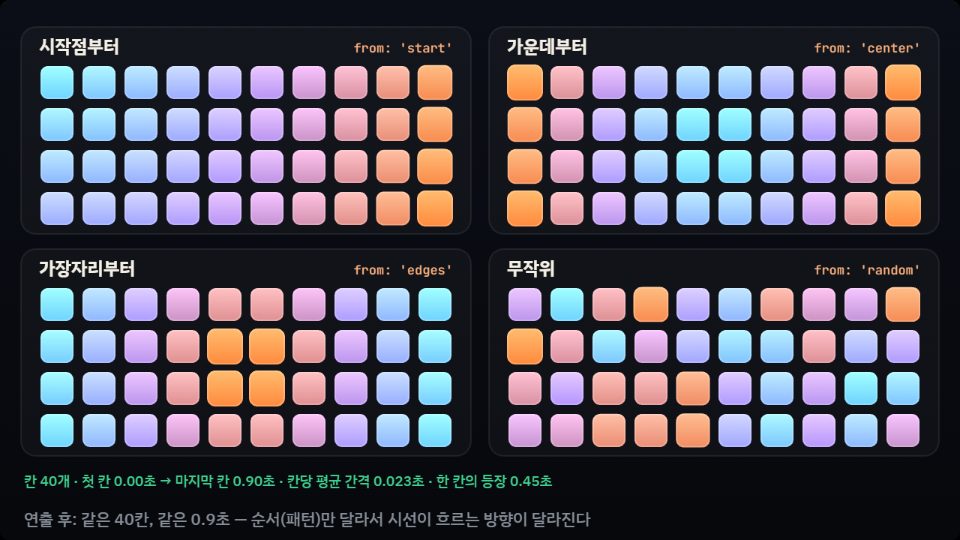 시작점부터 from: 'start'
가운데부터 from: 'center'
가장자리부터 from: 'edges'
무작위 from: 'random'
칸 40개 · 첫 칸 0.00초 → 마지막 칸 0.90초 · 칸당 평균 간격 0.023초 · 한 칸의 등장 0.45초
연출 후: 같은 40칸, 같은 0.9초 — 순서(패턴)만 달라서 시선이 흐르는 방향이 달라진다